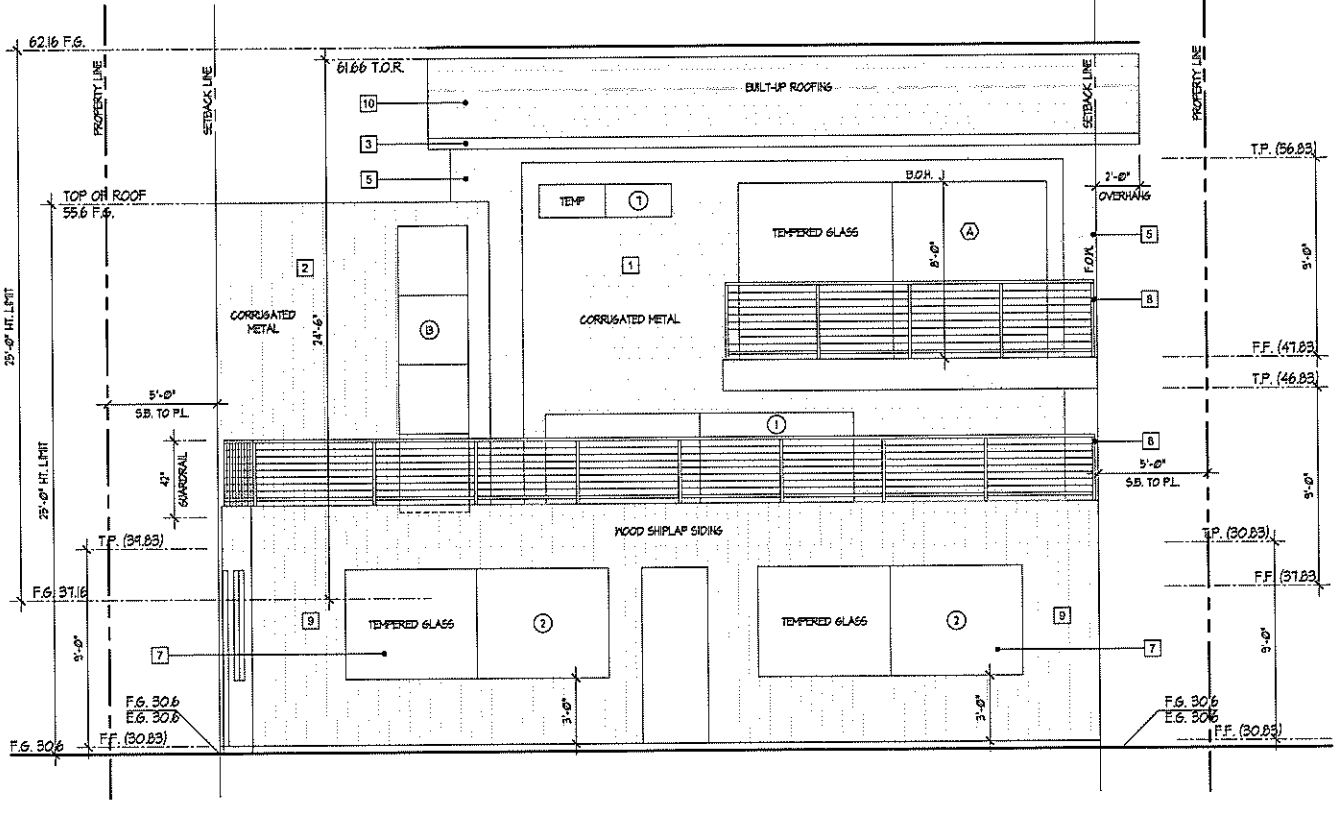 62.16 F.G.
61.66 T.O.R.
PROPERTY LINE
SETBACK LINE
10
BUILT-UP ROOFING
SETBACK LINE
PROPERTY LINE
3
T.P. (56.83)
5
B.O.H.
2'-0"
OVERHANG
TOP OF ROOF
55.6 F.G.
TEMP
7
TEMPERED GLASS
A
8'-0"
5
9'-0"
2
1
F.O.W.
25'-0" HT. LIMIT
CORRUGATED
METAL
24'-6"
B
CORRUGATED METAL
8
F.F. (47.83)
T.P. (46.83)
5'-0"
S.B. TO P.L.
1
8
5'-0"
S.B. TO P.L.
25'-0" HT. LIMIT
42"
GUARDRAIL
9'-0"
WOOD SHIPLAP SIDING
T.P. (39.83)
T.P. (30.83)
F.F. (37.83)
F.G. 37.16
9
TEMPERED GLASS
2
TEMPERED GLASS
2
9
9'-0"
7
7
9'-0"
3'-0"
3'-0"
F.G. 30.6
E.G. 30.6
F.G. 30.6
E.G. 30.6
F.F. (30.83)
F.F. (30.83)
F.G. 30.6